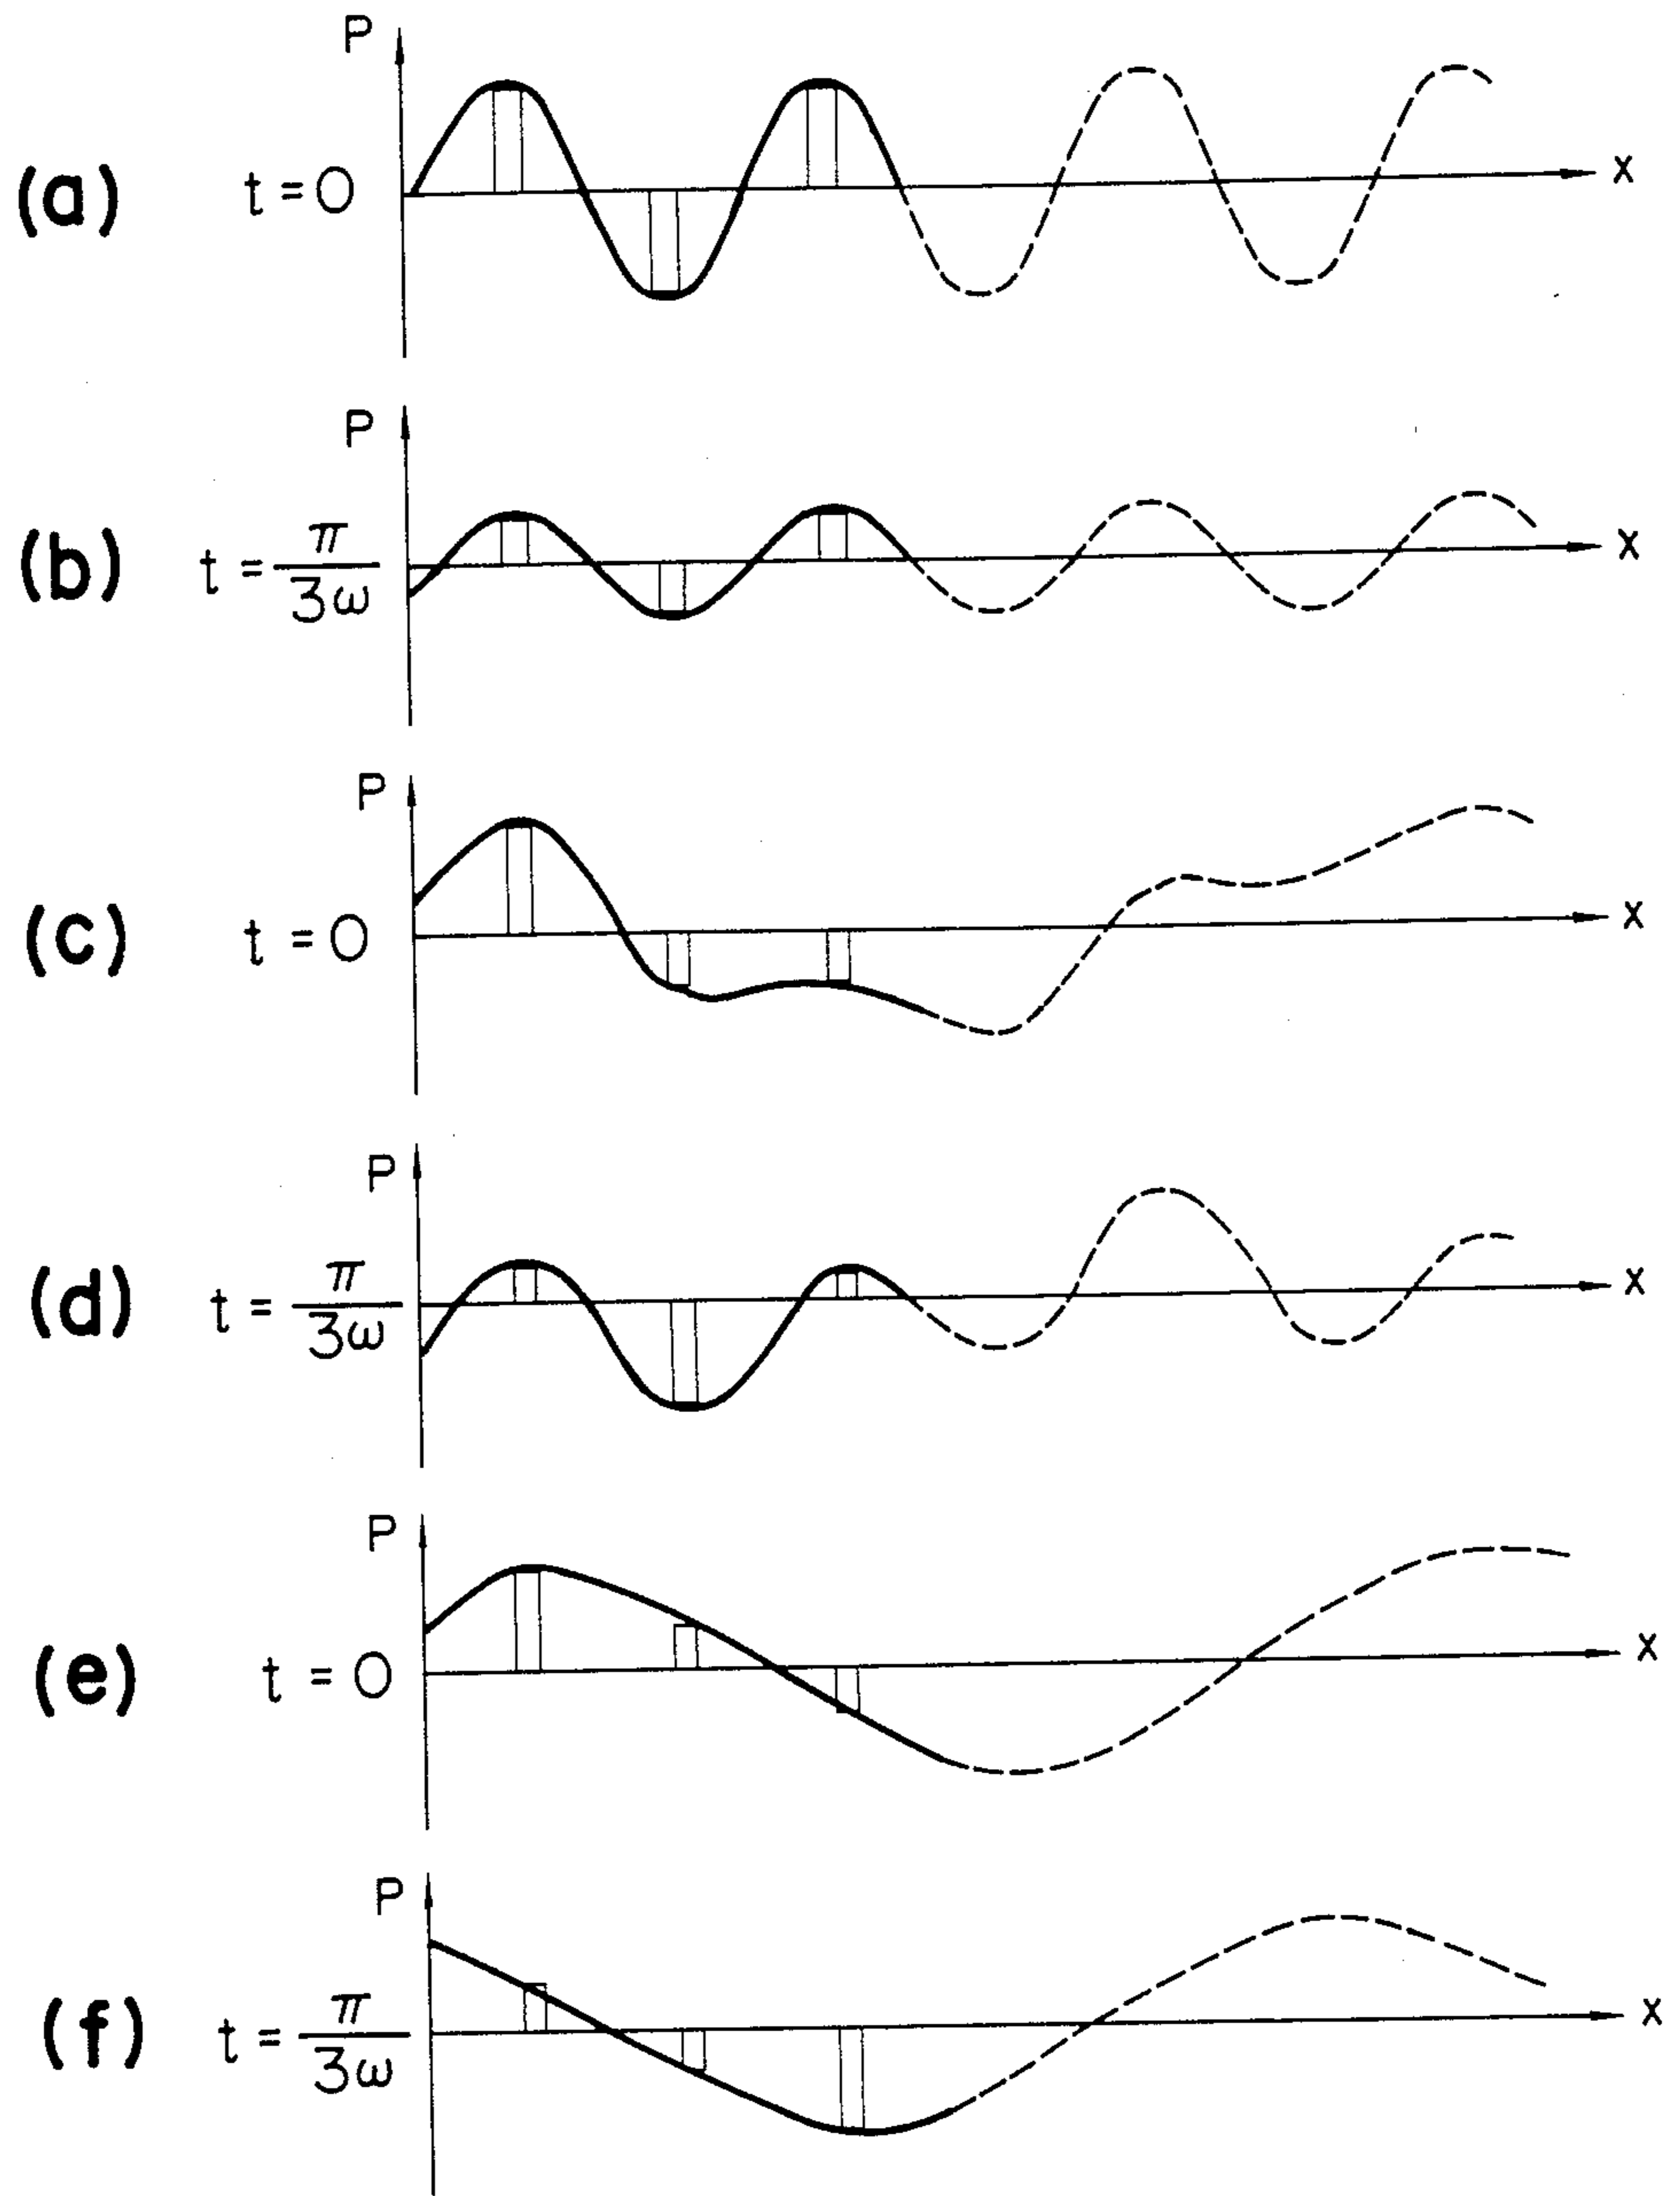 P
(a) t = 0 x
P
(b) t = π/3ω x
P
(c) t = 0 x
P
(d) t = π/3ω x
P
(e) t = 0 x
P
(f) t = π/3ω x